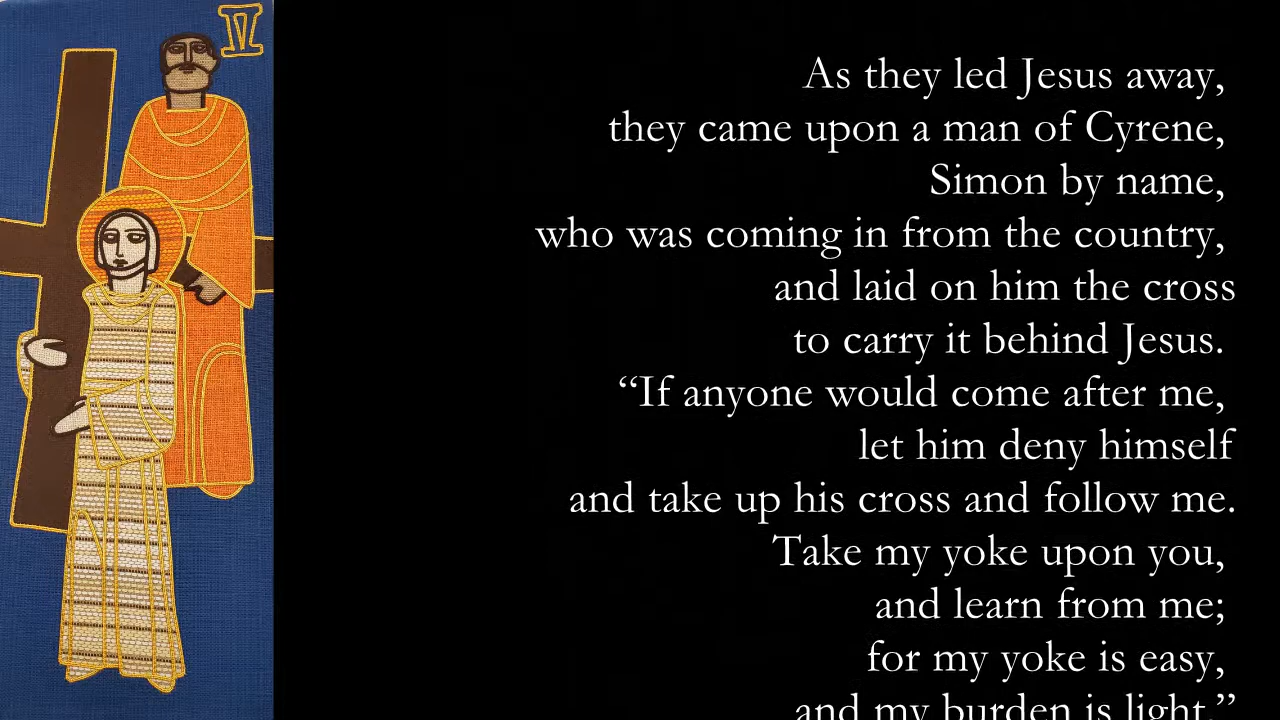 V
As they led Jesus away,
they came upon a man of Cyrene,
Simon by name,
who was coming in from the country,
and laid on him the cross
to carry it behind Jesus.
“If anyone would come after me,
let him deny himself
and take up his cross and follow me.
Take my yoke upon you,
and learn from me;
for my yoke is easy,
and my burden is light.”